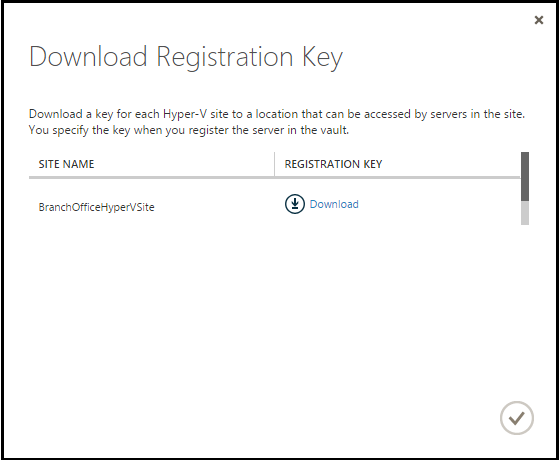 Download Registration Key
Download a key for each Hyper-V site to a location that can be accessed by servers in the site.
You specify the key when you register the server in the vault.
SITE NAME REGISTRATION KEY
BranchOfficeHyperVSite Download